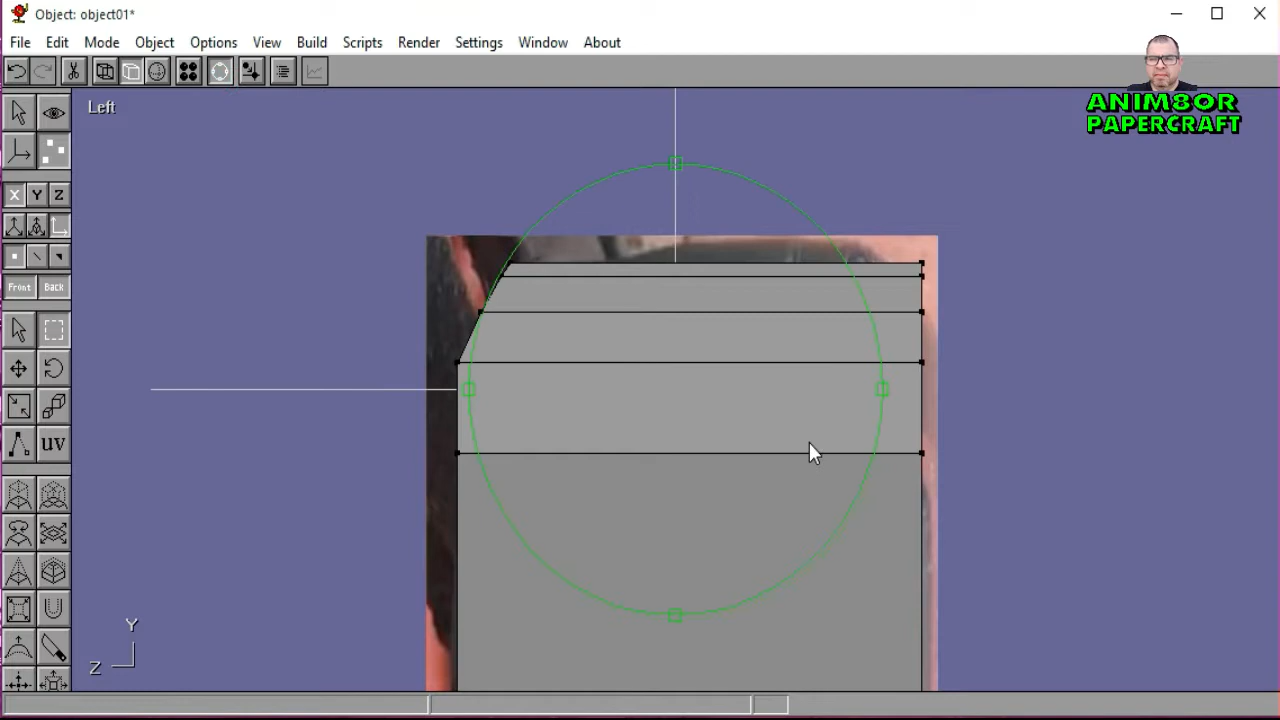 Object: object01*
File Edit Mode Object Options View Build Scripts Render Settings Window About
Left
ANIM8OR
PAPERCRAFT
X Y Z
Front Back
uv
Y
Z